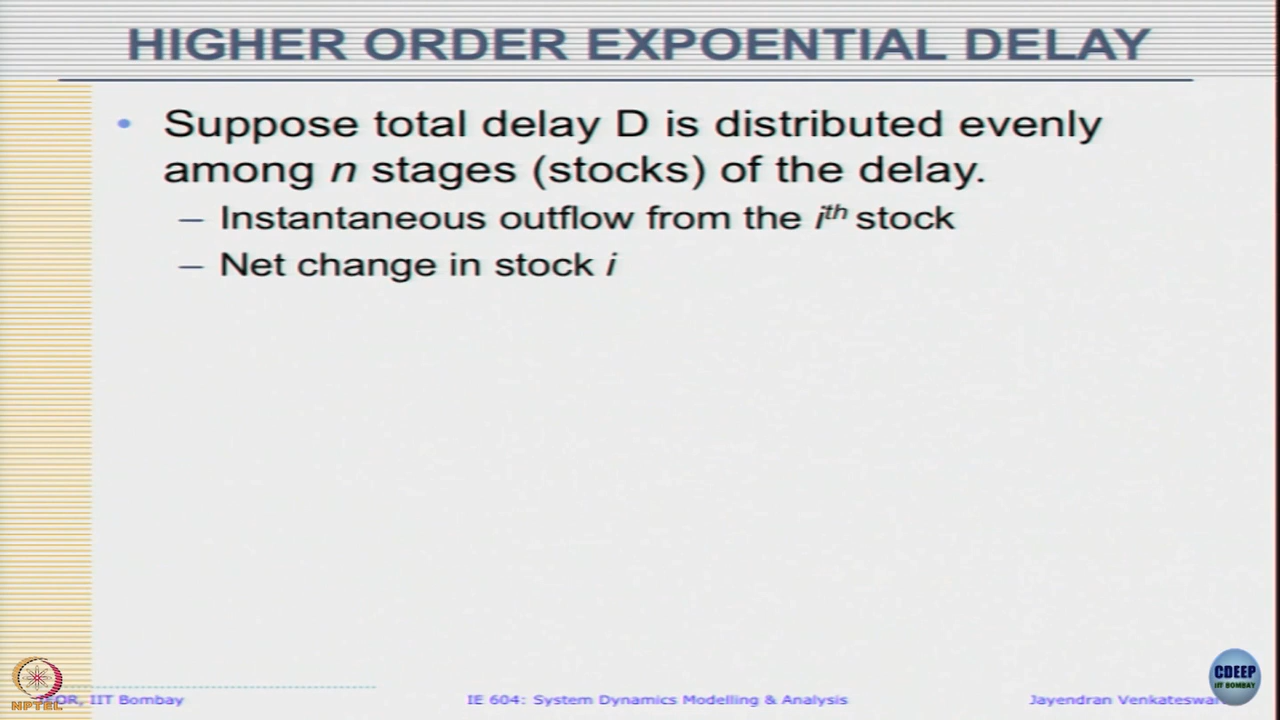 HIGHER ORDER EXPOENTIAL DELAY
• Suppose total delay D is distributed evenly
among n stages (stocks) of the delay.
– Instantaneous outflow from the ith stock
– Net change in stock i
CDEEP
IIT BOMBAY
NPTEL
IIT Bombay
IE 604: System Dynamics Modelling & Analysis
Jayendran